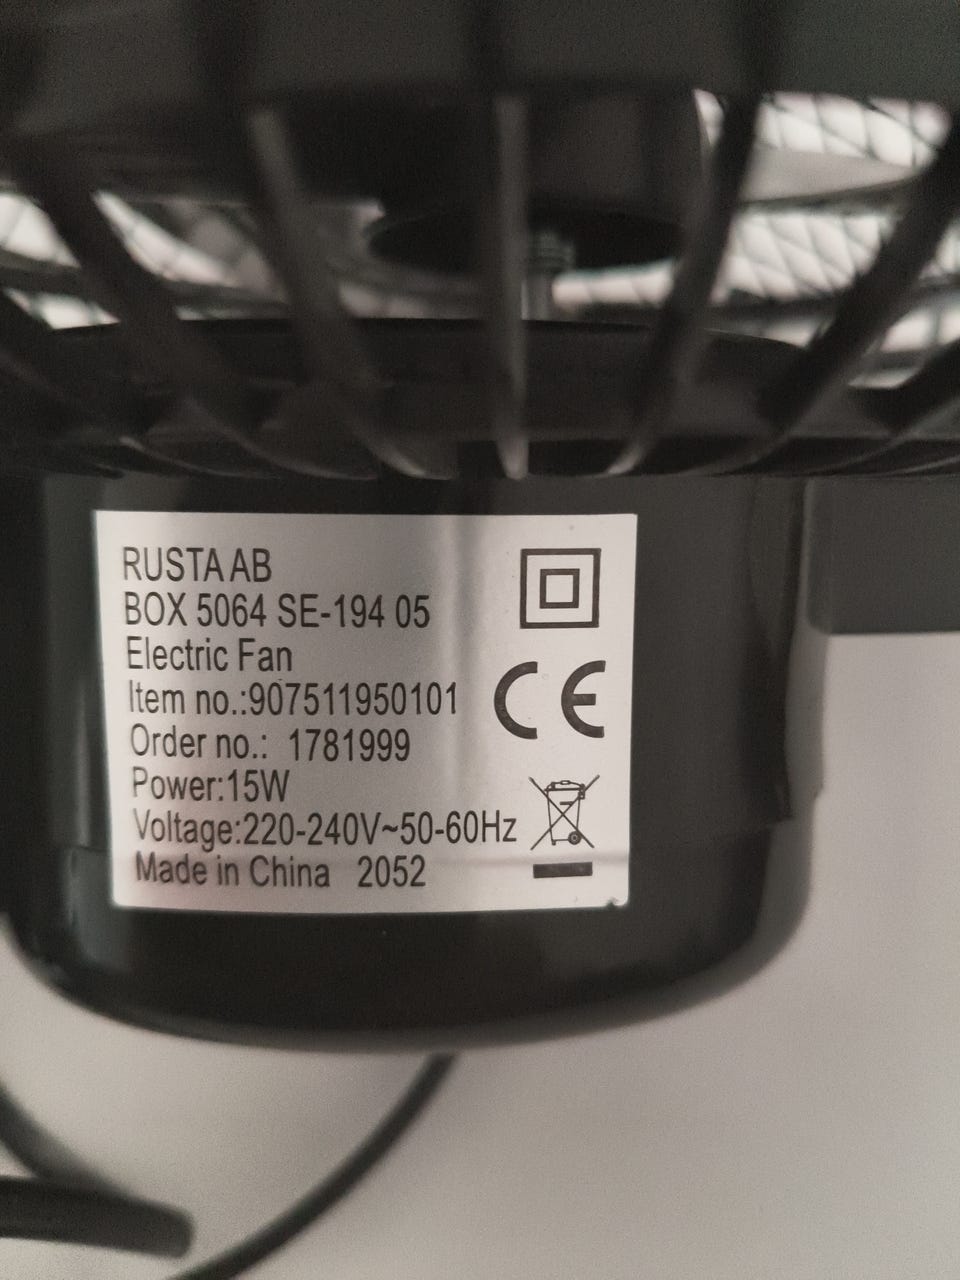 RUSTA AB
BOX 5064 SE-194 05
Electric Fan
Item no.:907511950101
Order no.: 1781999
Power:15W
Voltage:220-240V~50-60Hz
Made in China 2052
CE